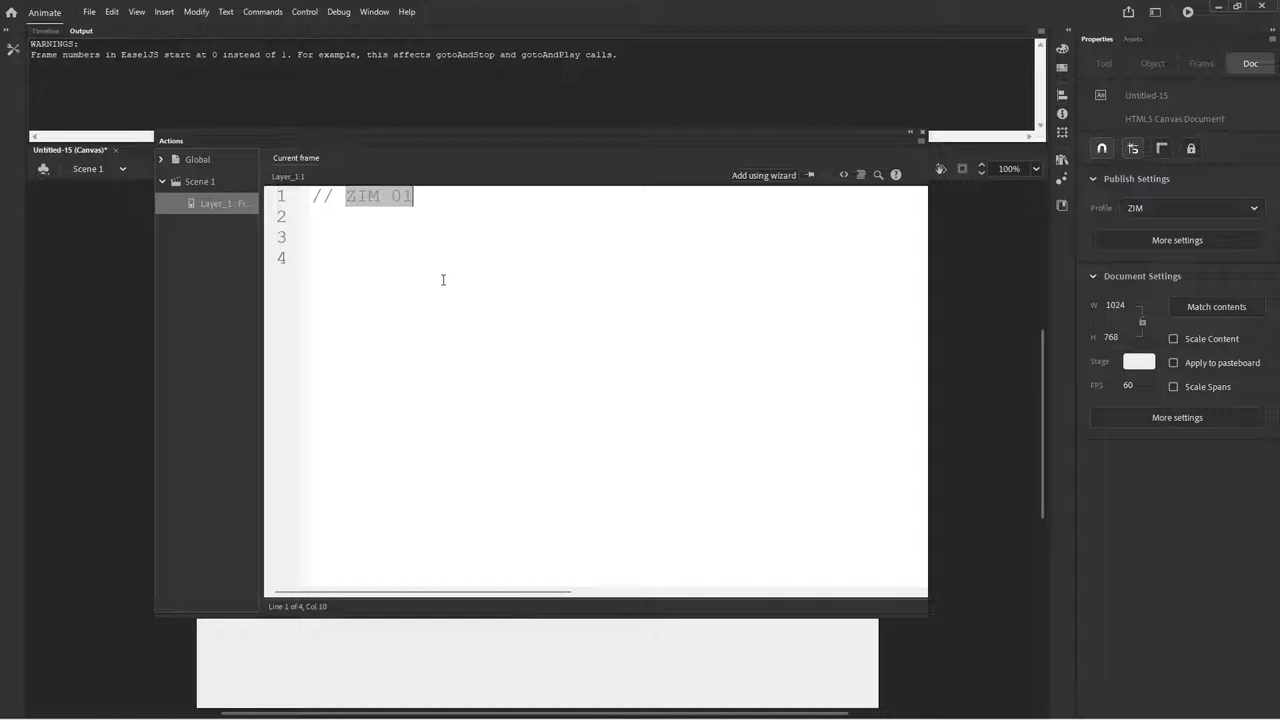 Animate File Edit View Insert Modify Text Commands Control Debug Window Help
Timeline Output
WARNINGS:
Frame numbers in EaselJS start at 0 instead of 1. For example, this affects gotoAndStop and gotoAndPlay calls.
Untitled-15 (Canvas)*
Scene 1
100%
Actions
Global
Scene 1
Layer_1 : Fr...
Current frame
Layer_1:1
Add using wizard
1 // ZIM 01
2
3
4
Line 1 of 4, Col 10
Properties Assets
Tool Object Frame Doc
An Untitled-15
HTML5 Canvas Document
Publish Settings
Profile ZIM
More settings
Document Settings
W 1024 Match contents
H 768 Scale Content
Stege Apply to pasteboard
FPS 60 Scale Spans
More settings